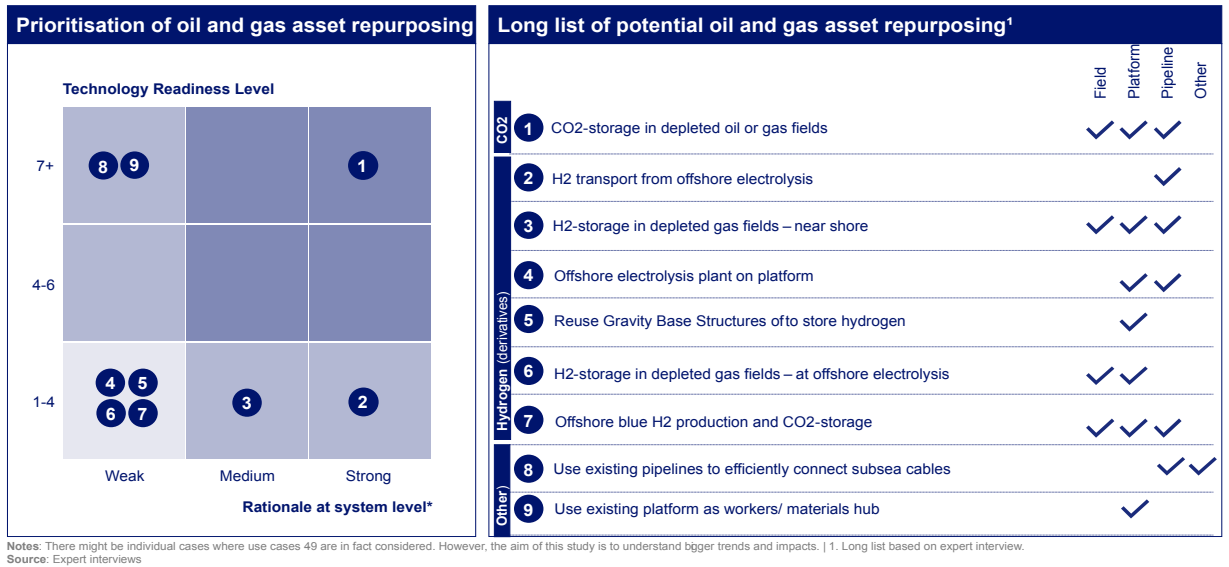 Prioritisation of oil and gas asset repurposing
Technology Readiness Level
7+
8 9
1
4-6
1-4
4 5
6 7
3
2
Weak Medium Strong
Rationale at system level*
Long list of potential oil and gas asset repurposing¹
Field Platform Pipeline Other
CO2
1 CO2-storage in depleted oil or gas fields
Hydrogen (derivatives)
2 H2 transport from offshore electrolysis
3 H2-storage in depleted gas fields – near shore
4 Offshore electrolysis plant on platform
5 Reuse Gravity Base Structures ofto store hydrogen
6 H2-storage in depleted gas fields – at offshore electrolysis
7 Offshore blue H2 production and CO2-storage
Other)
8 Use existing pipelines to efficiently connect subsea cables
9 Use existing platform as workers/ materials hub
Notes: There might be individual cases where use cases 49 are in fact considered. However, the aim of this study is to understand bigger trends and impacts. | 1. Long list based on expert interview.
Source: Expert interviews